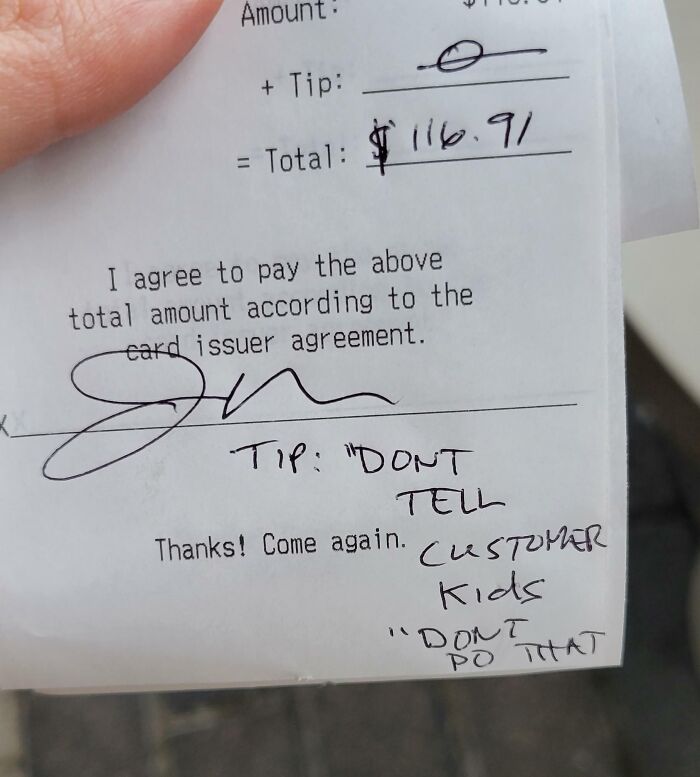 Amount:
+ Tip: 0
= Total: $ 116.91
I agree to pay the above
total amount according to the
card issuer agreement.
X
TIP: "DONT
TELL
Thanks! Come again. CUSTOMER
Kids
"DONT
DO THAT